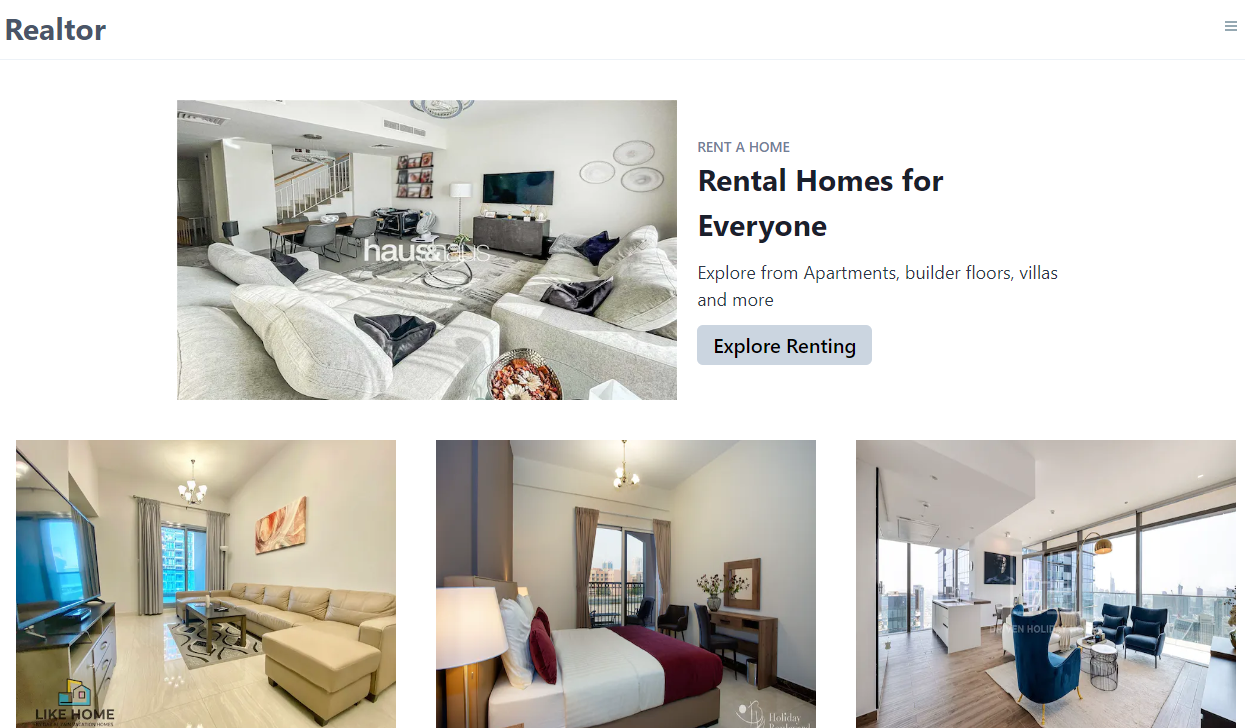 Realtor
RENT A HOME
Rental Homes for
Everyone
Explore from Apartments, builder floors, villas
and more
Explore Renting
haus&haus
LIKE HOME
Holiday